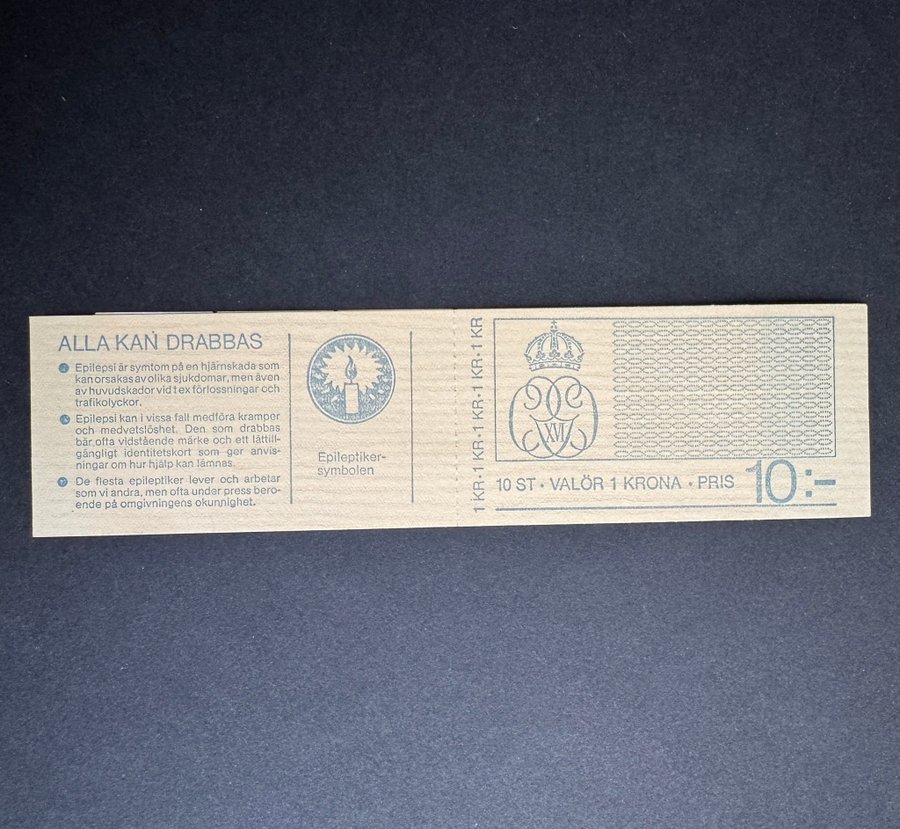 ALLA KAN DRABBAS
Epilepsi är symtom på en hjärnskada som
kan orsakas av olika sjukdomar, men även
av huvudskador vid t ex förlossningar och
trafikolyckor.
Epilepsi kan i vissa fall medföra kramper
och medvetslöshet. Den som drabbas
bär ofta vidstående märke och ett lättill-
gängligt identitetskort som ger anvis-
ningar om hur hjälp kan lämnas.
De flesta epileptiker lever och arbetar
som vi andra, men ofta under press bero-
ende på omgivningens okunnighet.
Epileptiker-
symbolen
1 KR·1 KR·1 KR·1 KR·1 KR
XVI
10 ST · VALÖR 1 KRONA · PRIS 10:-